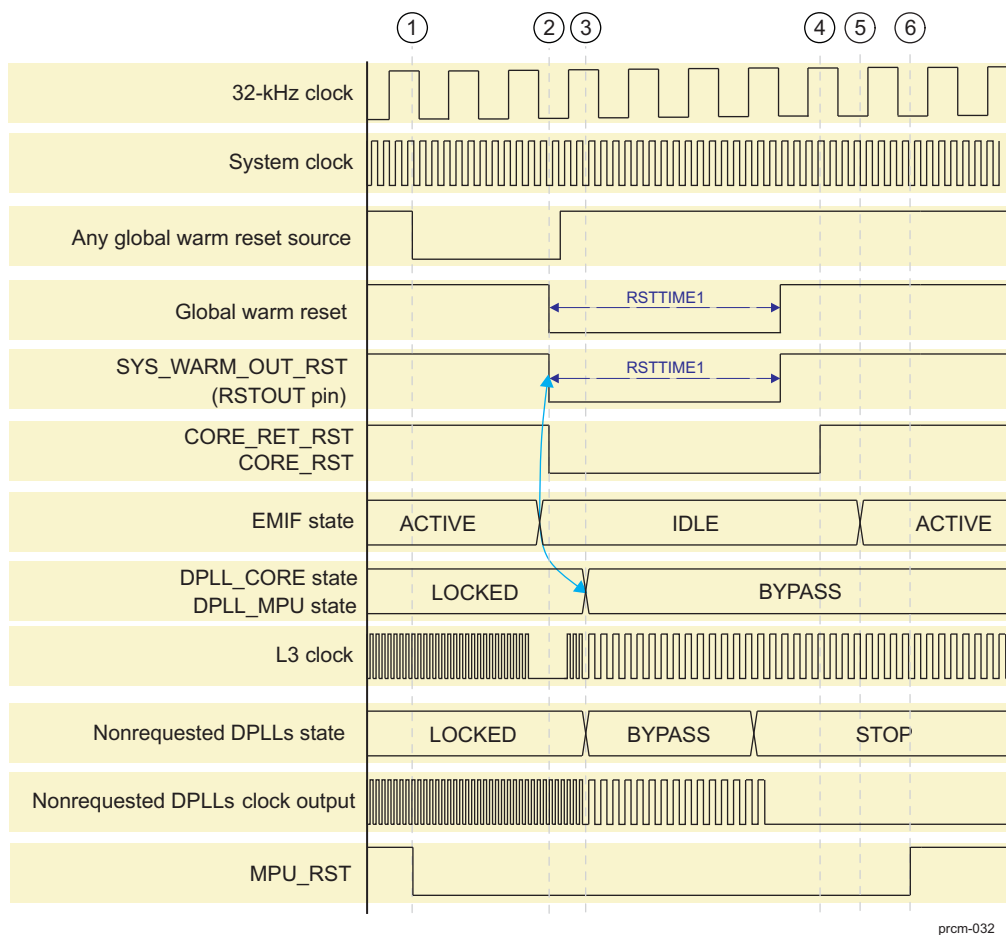 1 2 3 4 5 6
32-kHz clock
System clock
Any global warm reset source
Global warm reset
RSTTIME1
SYS_WARM_OUT_RST
(RSTOUT pin)
RSTTIME1
CORE_RET_RST
CORE_RST
EMIF state
ACTIVE IDLE ACTIVE
DPLL_CORE state
DPLL_MPU state
LOCKED BYPASS
L3 clock
Nonrequested DPLLs state
LOCKED BYPASS STOP
Nonrequested DPLLs clock output
MPU_RST
prcm-032